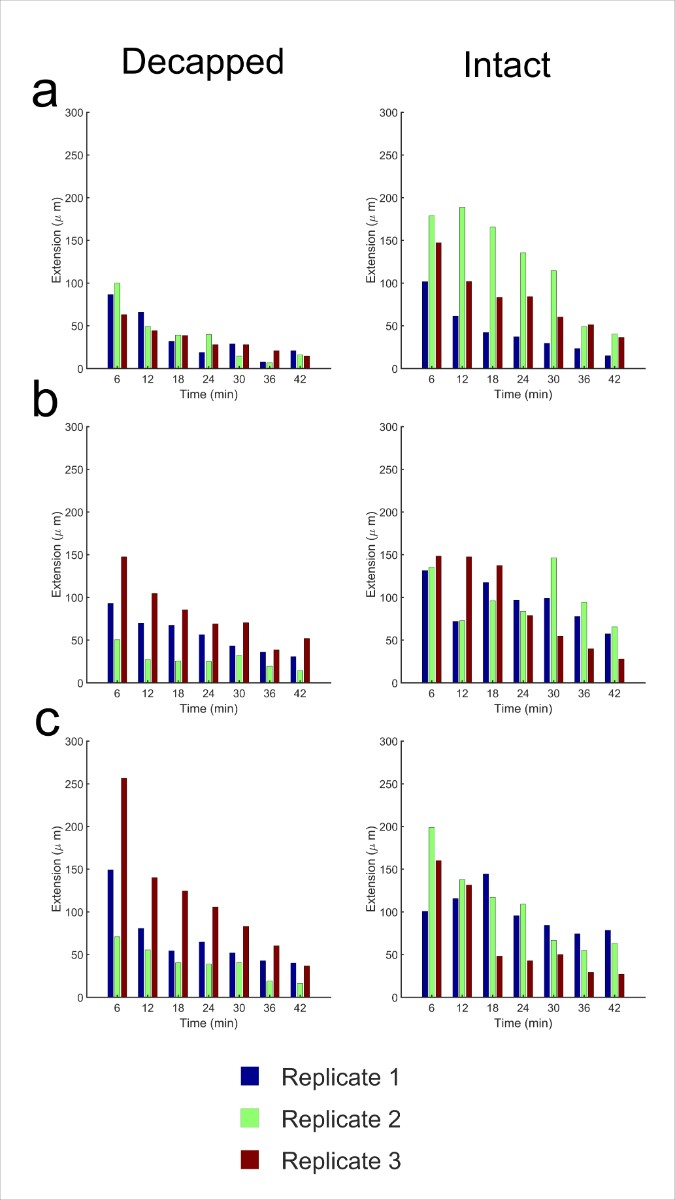 Decapped Intact
a
300 300
250 250
200 200
150 150
100 100
50 50
0 0
Extension (μ m) Extension (μ m)
6 12 18 24 30 36 42 6 12 18 24 30 36 42
Time (min) Time (min)
b
300 300
250 250
200 200
150 150
100 100
50 50
0 0
Extension (μ m) Extension (μ m)
6 12 18 24 30 36 42 6 12 18 24 30 36 42
Time (min) Time (min)
c
300 300
250 250
200 200
150 150
100 100
50 50
0 0
Extension (μ m) Extension (μ m)
6 12 18 24 30 36 42 6 12 18 24 30 36 42
Time (min) Time (min)
Replicate 1
Replicate 2
Replicate 3